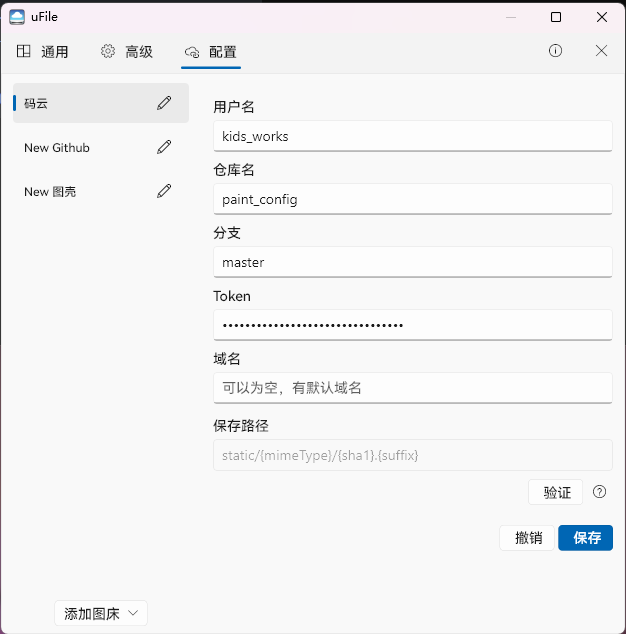 uFile
通用
高级
配置
码云
New Github
New 图壳
用户名
kids_works
仓库名
paint_config
分支
master
Token
••••••••••••••••••••••••••••••••
域名
可以为空，有默认域名
保存路径
static/{mimeType}/{sha1}.{suffix}
验证
撤销
保存
添加图床